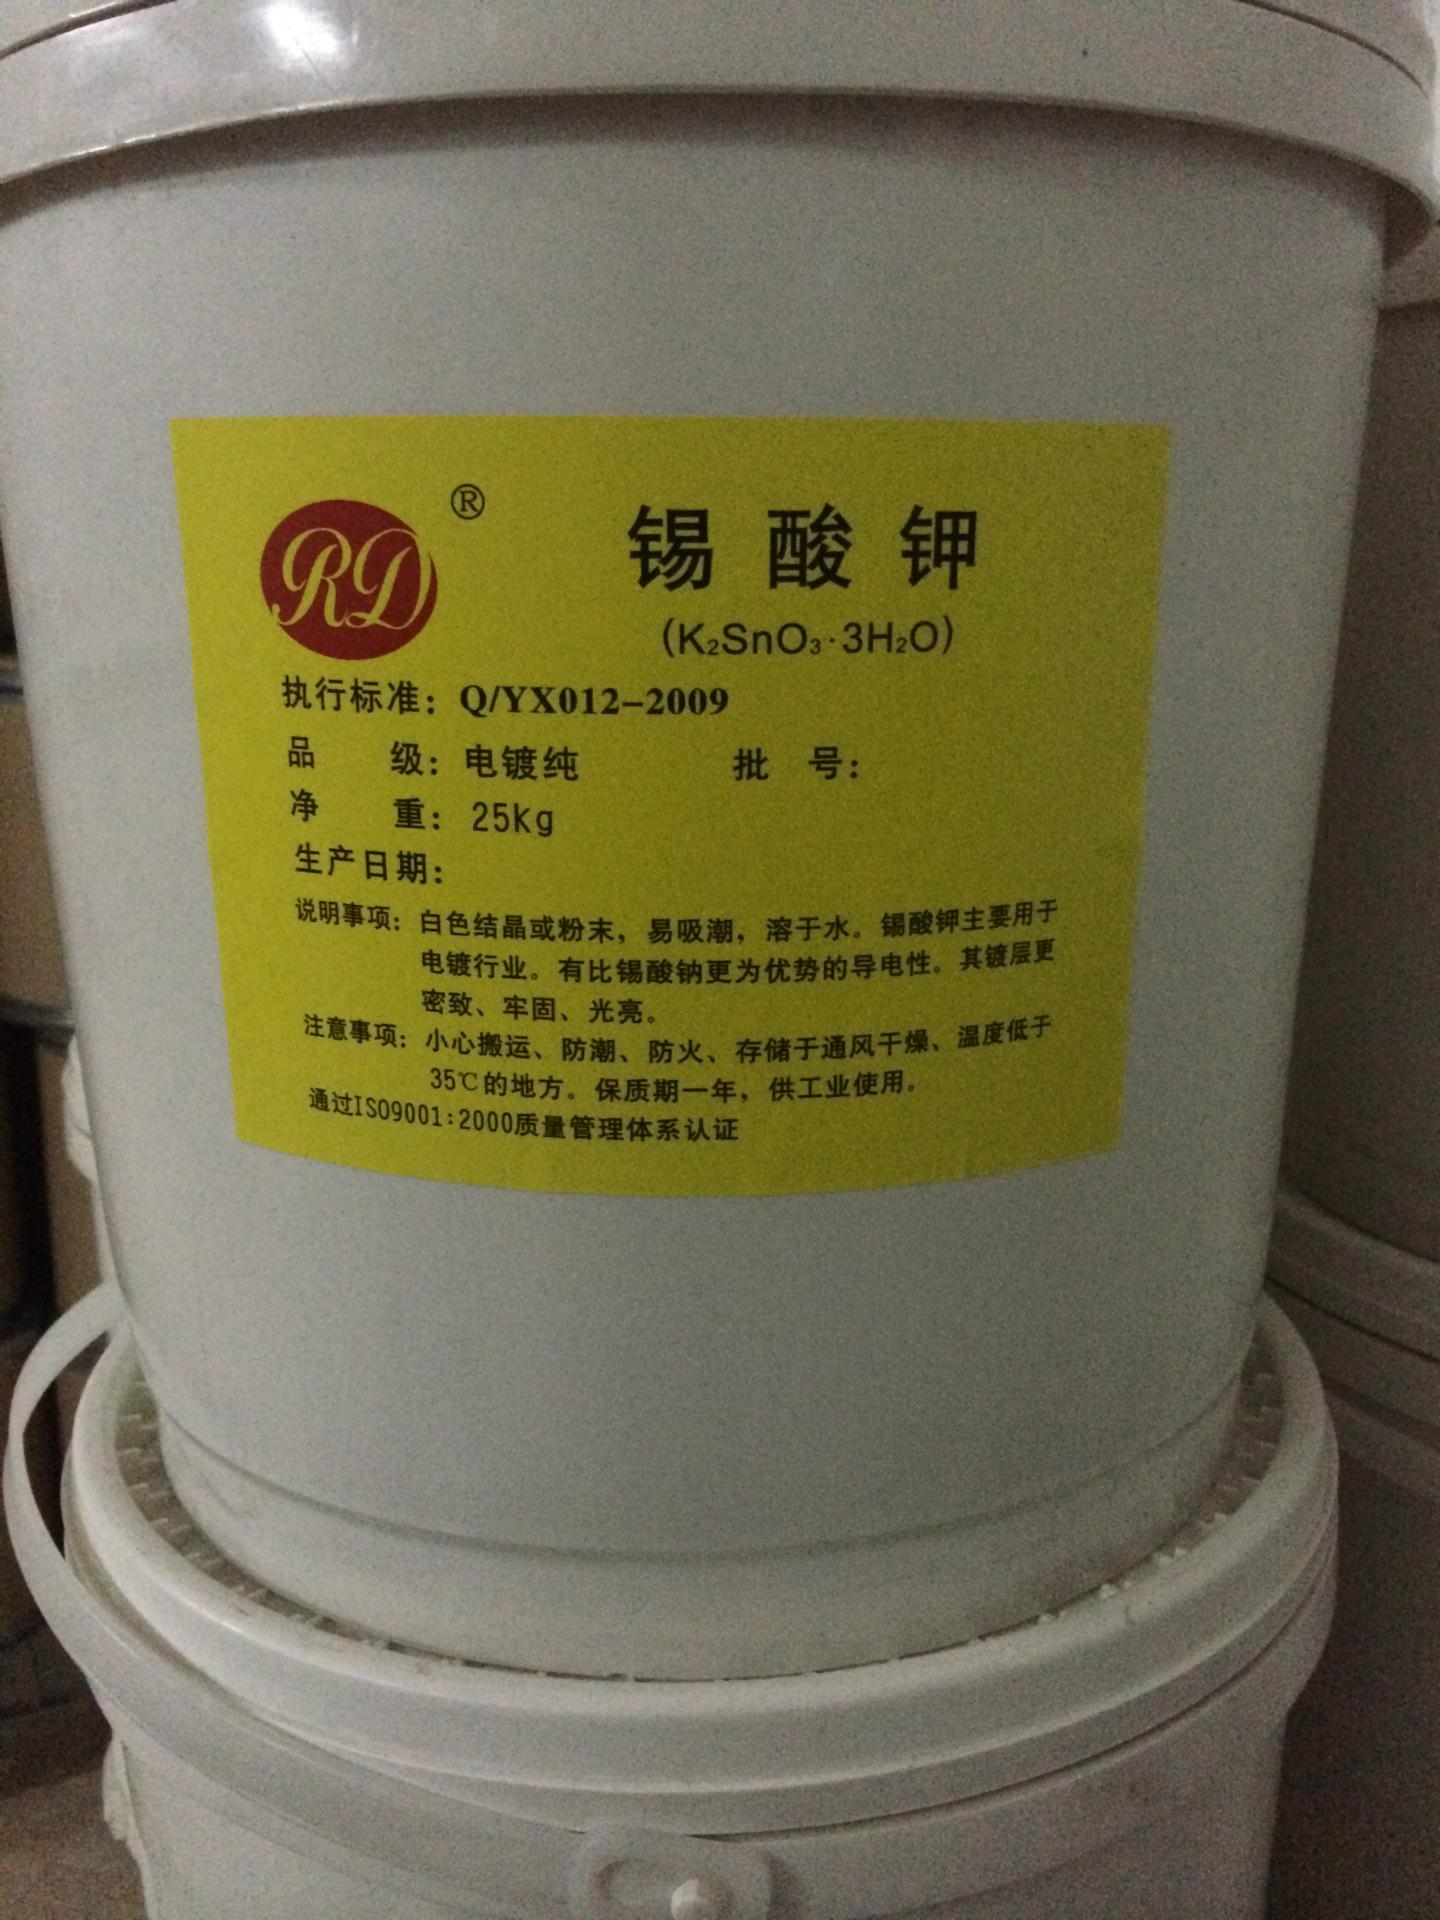 RD ®
锡酸钾
(K₂SnO₃·3H₂O)
执行标准：Q/YX012-2009
品 级：电镀纯 批 号：
净 重：25Kg
生产日期：
说明事项：白色结晶或粉末，易吸潮，溶于水。锡酸钾主要用于
电镀行业。有比锡酸钠更为优势的导电性。其镀层更
密致、牢固、光亮。
注意事项：小心搬运、防潮、防火、存储于通风干燥、温度低于
35℃的地方。保质期一年，供工业使用。
通过ISO9001:2000质量管理体系认证